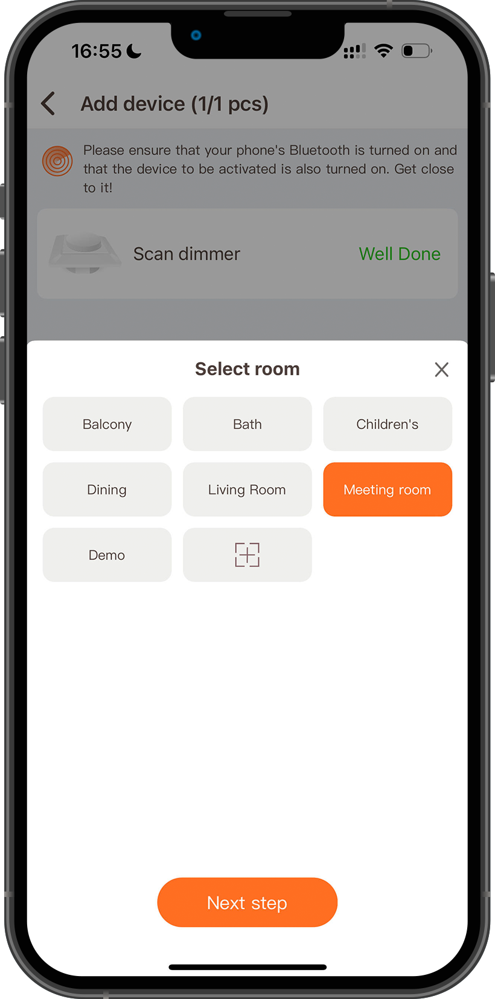 16:55
Add device (1/1 pcs)
Please ensure that your phone's Bluetooth is turned on and
that the device to be activated is also turned on. Get close
to it!
Scan dimmer
Well Done
Select room
Balcony
Bath
Children's
Dining
Living Room
Meeting room
Demo
Next step